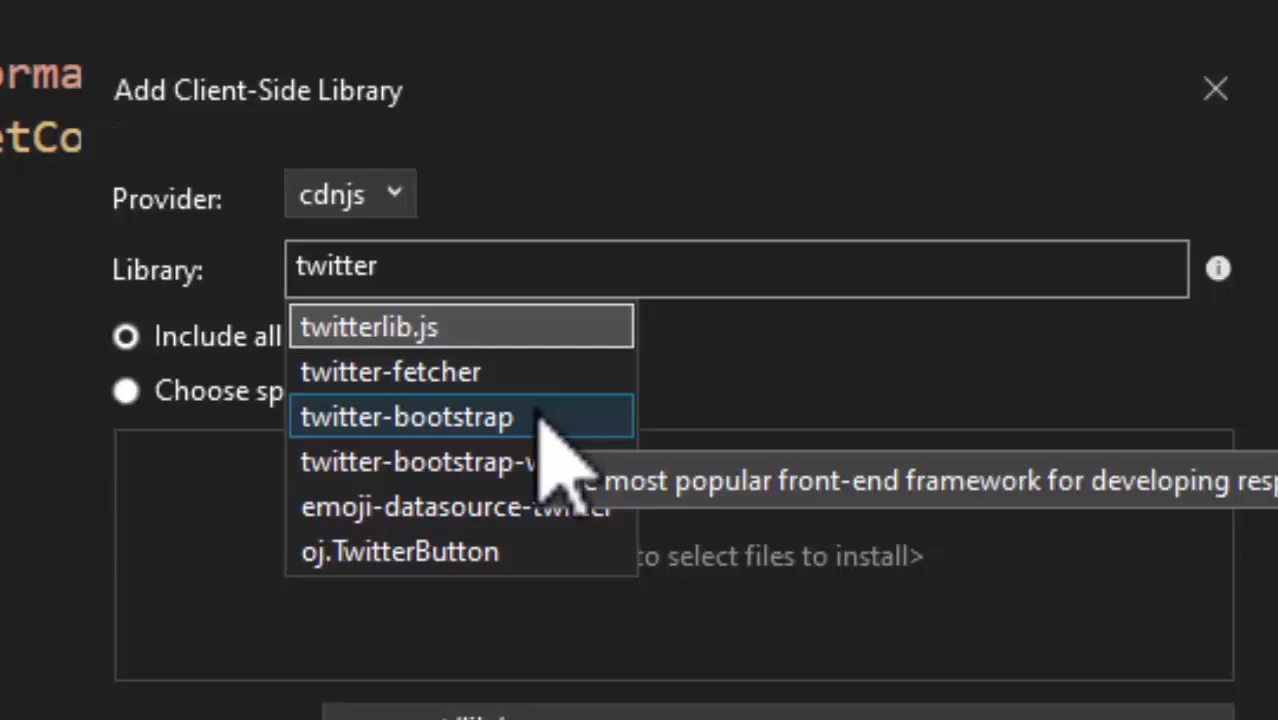 orma
Add Client-Side Library
etCo
Provider:
cdnjs
Library:
twitter
Include all
twitterlib.js
twitter-fetcher
Choose sp
twitter-bootstrap
twitter-bootstrap-
most popular front-end framework for developing resp
emoji-datasource-twitter
oj.TwitterButton
to select files to install>